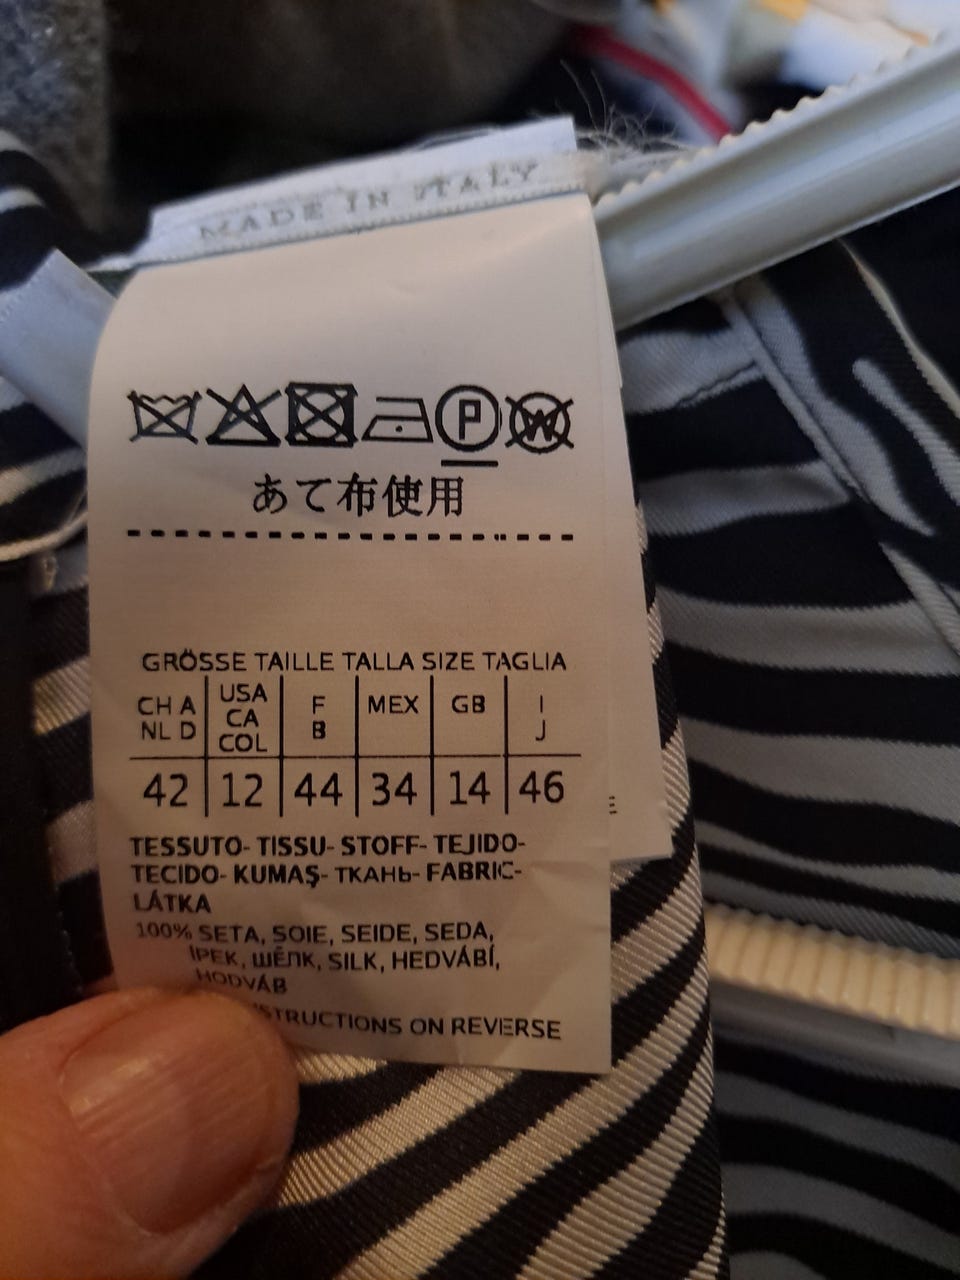 MADE IN ITALY
P W
あて布使用
GRÖSSE TAILLE TALLA SIZE TAGLIA
CH A NL D USA CA COL F B MEX GB I J
42 12 44 34 14 46
TESSUTO- TISSU- STOFF- TEJIDO-
TECIDO- KUMAŞ- ТКАНЬ- FABRIC-
LÁTKA
100% SETA, SOIE, SEIDE, SEDA,
İPEK, ШЁЛК, SILK, HEDVÁBÍ,
HODVÁB
STRUCTIONS ON REVERSE
E